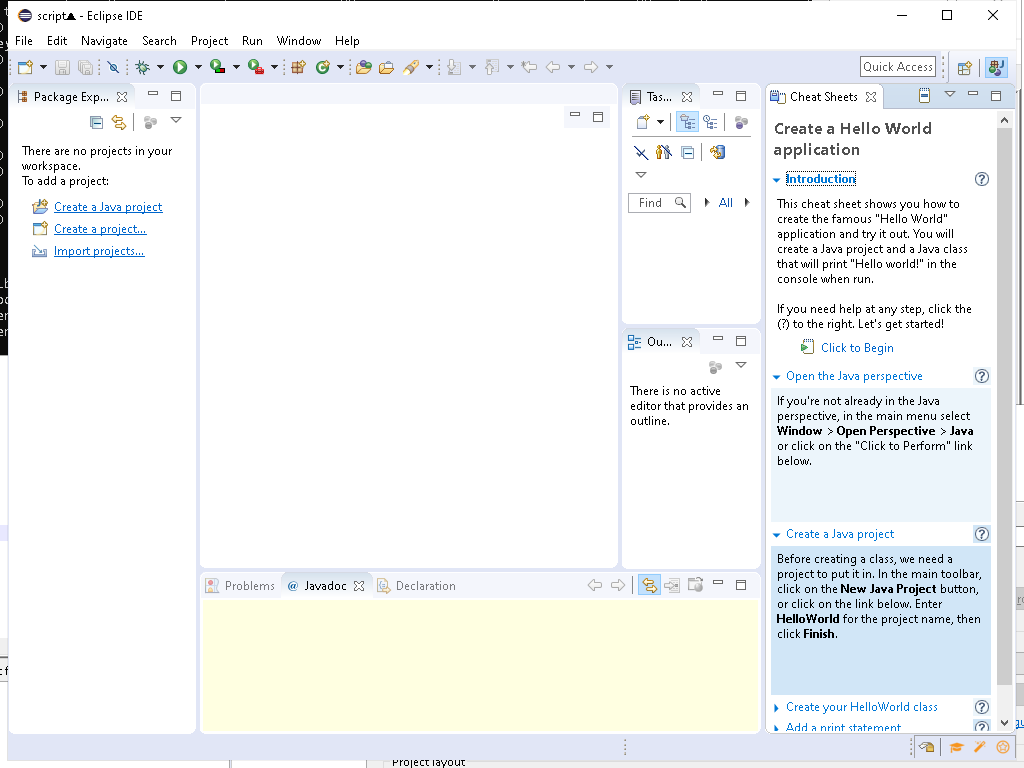 script▲ - Eclipse IDE
File Edit Navigate Search Project Run Window Help
Quick Access
Package Exp...
There are no projects in your
workspace.
To add a project:
Create a Java project
Create a project...
Import projects...
Tas...
Find
All
Ou...
There is no active
editor that provides an
outline.
Problems
@ Javadoc
Declaration
Cheat Sheets
Create a Hello World
application
Introduction
This cheat sheet shows you how to
create the famous "Hello World"
application and try it out. You will
create a Java project and a Java class
that will print "Hello world!" in the
console when run.
If you need help at any step, click the
(?) to the right. Let's get started!
Click to Begin
Open the Java perspective
If you're not already in the Java
perspective, in the main menu select
Window > Open Perspective > Java
or click on the "Click to Perform" link
below.
Create a Java project
Before creating a class, we need a
project to put it in. In the main toolbar,
click on the New Java Project button,
or click on the link below. Enter
HelloWorld for the project name, then
click Finish.
Create your HelloWorld class
Add a print statement
Project layout